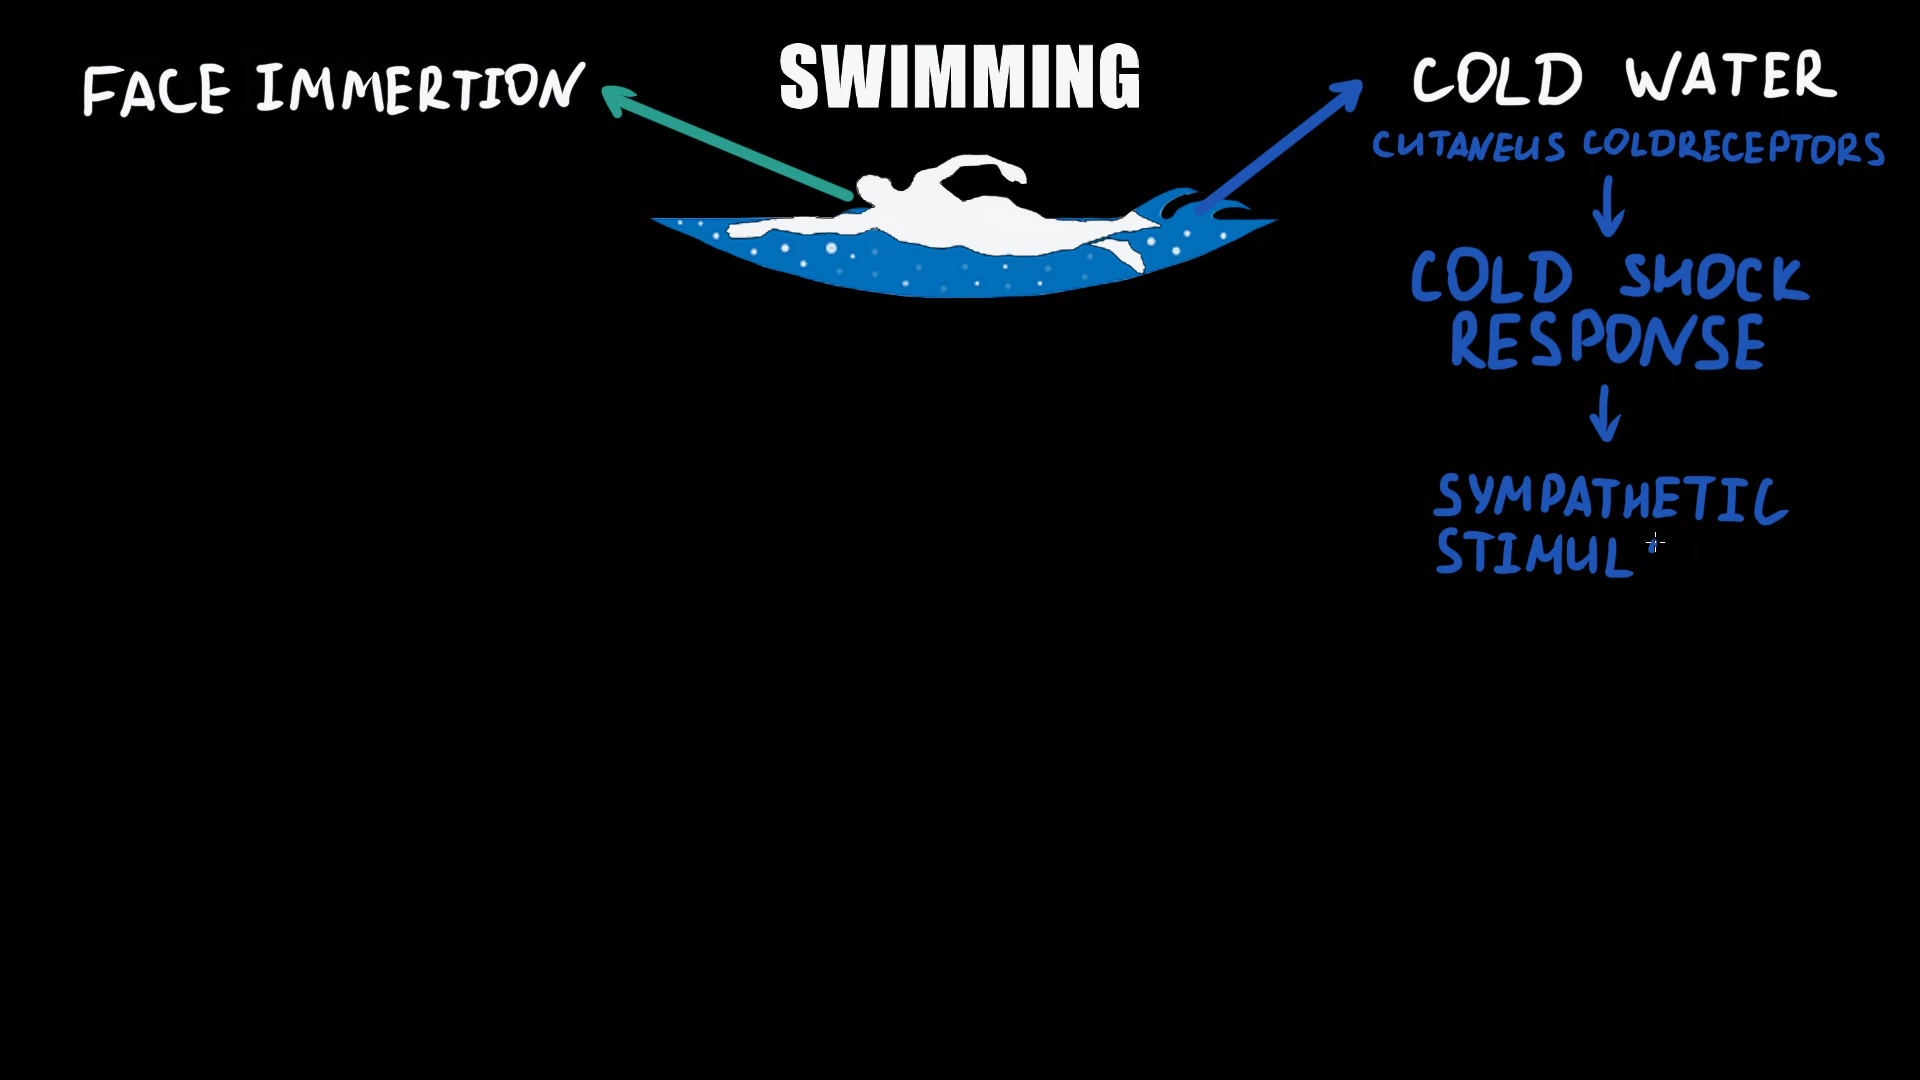 SWIMMING
FACE IMMERTION
COLD WATER
CUTANEUS COLDRECEPTORS
COLD SHOCK
RESPONSE
SYMPATHETIC
STIMUL